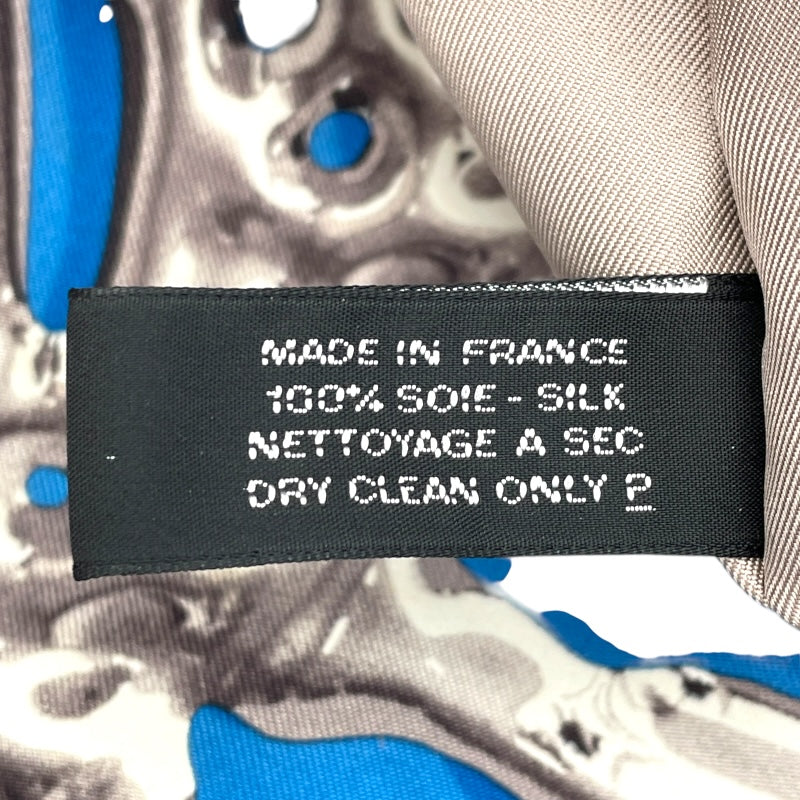 MADE IN FRANCE
100% SOIE - SILK
NETTOYAGE A SEC
DRY CLEAN ONLY P